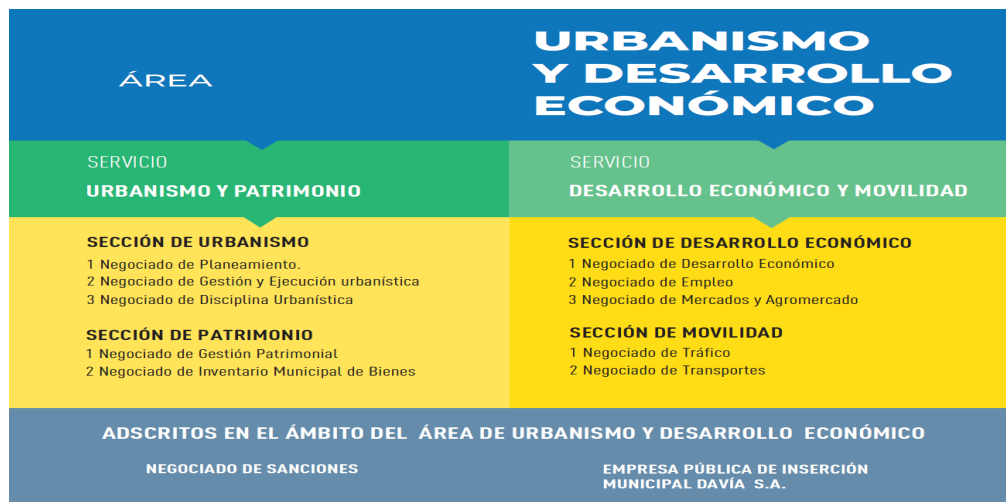 ÁREA
URBANISMO
Y DESARROLLO
ECONÓMICO
SERVICIO
URBANISMO Y PATRIMONIO
SERVICIO
DESARROLLO ECONÓMICO Y MOVILIDAD
SECCIÓN DE URBANISMO
1 Negociado de Planeamiento.
2 Negociado de Gestión y Ejecución urbanística
3 Negociado de Disciplina Urbanística
SECCIÓN DE PATRIMONIO
1 Negociado de Gestión Patrimonial
2 Negociado de Inventario Municipal de Bienes
SECCIÓN DE DESARROLLO ECONÓMICO
1 Negociado de Desarrollo Económico
2 Negociado de Empleo
3 Negociado de Mercados y Agromercado
SECCIÓN DE MOVILIDAD
1 Negociado de Tráfico
2 Negociado de Transportes
ADSCRITOS EN EL ÁMBITO DEL ÁREA DE URBANISMO Y DESARROLLO ECONÓMICO
NEGOCIADO DE SANCIONES
EMPRESA PÚBLICA DE INSERCIÓN
MUNICIPAL DAVÍA S.A.